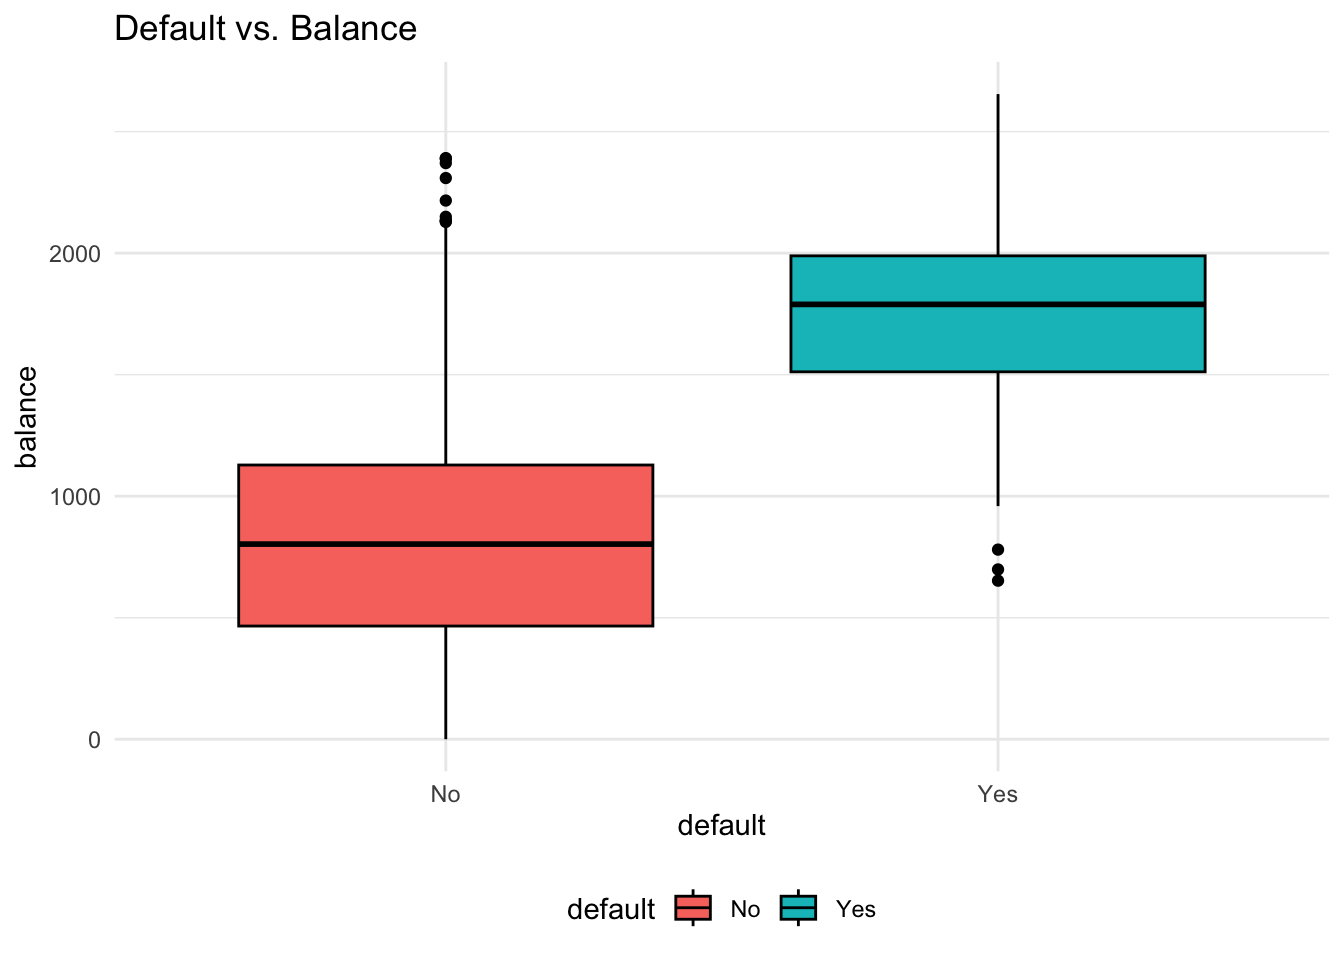 Default vs. Balance
balance
2000
1000
0
No Yes
default
default No Yes